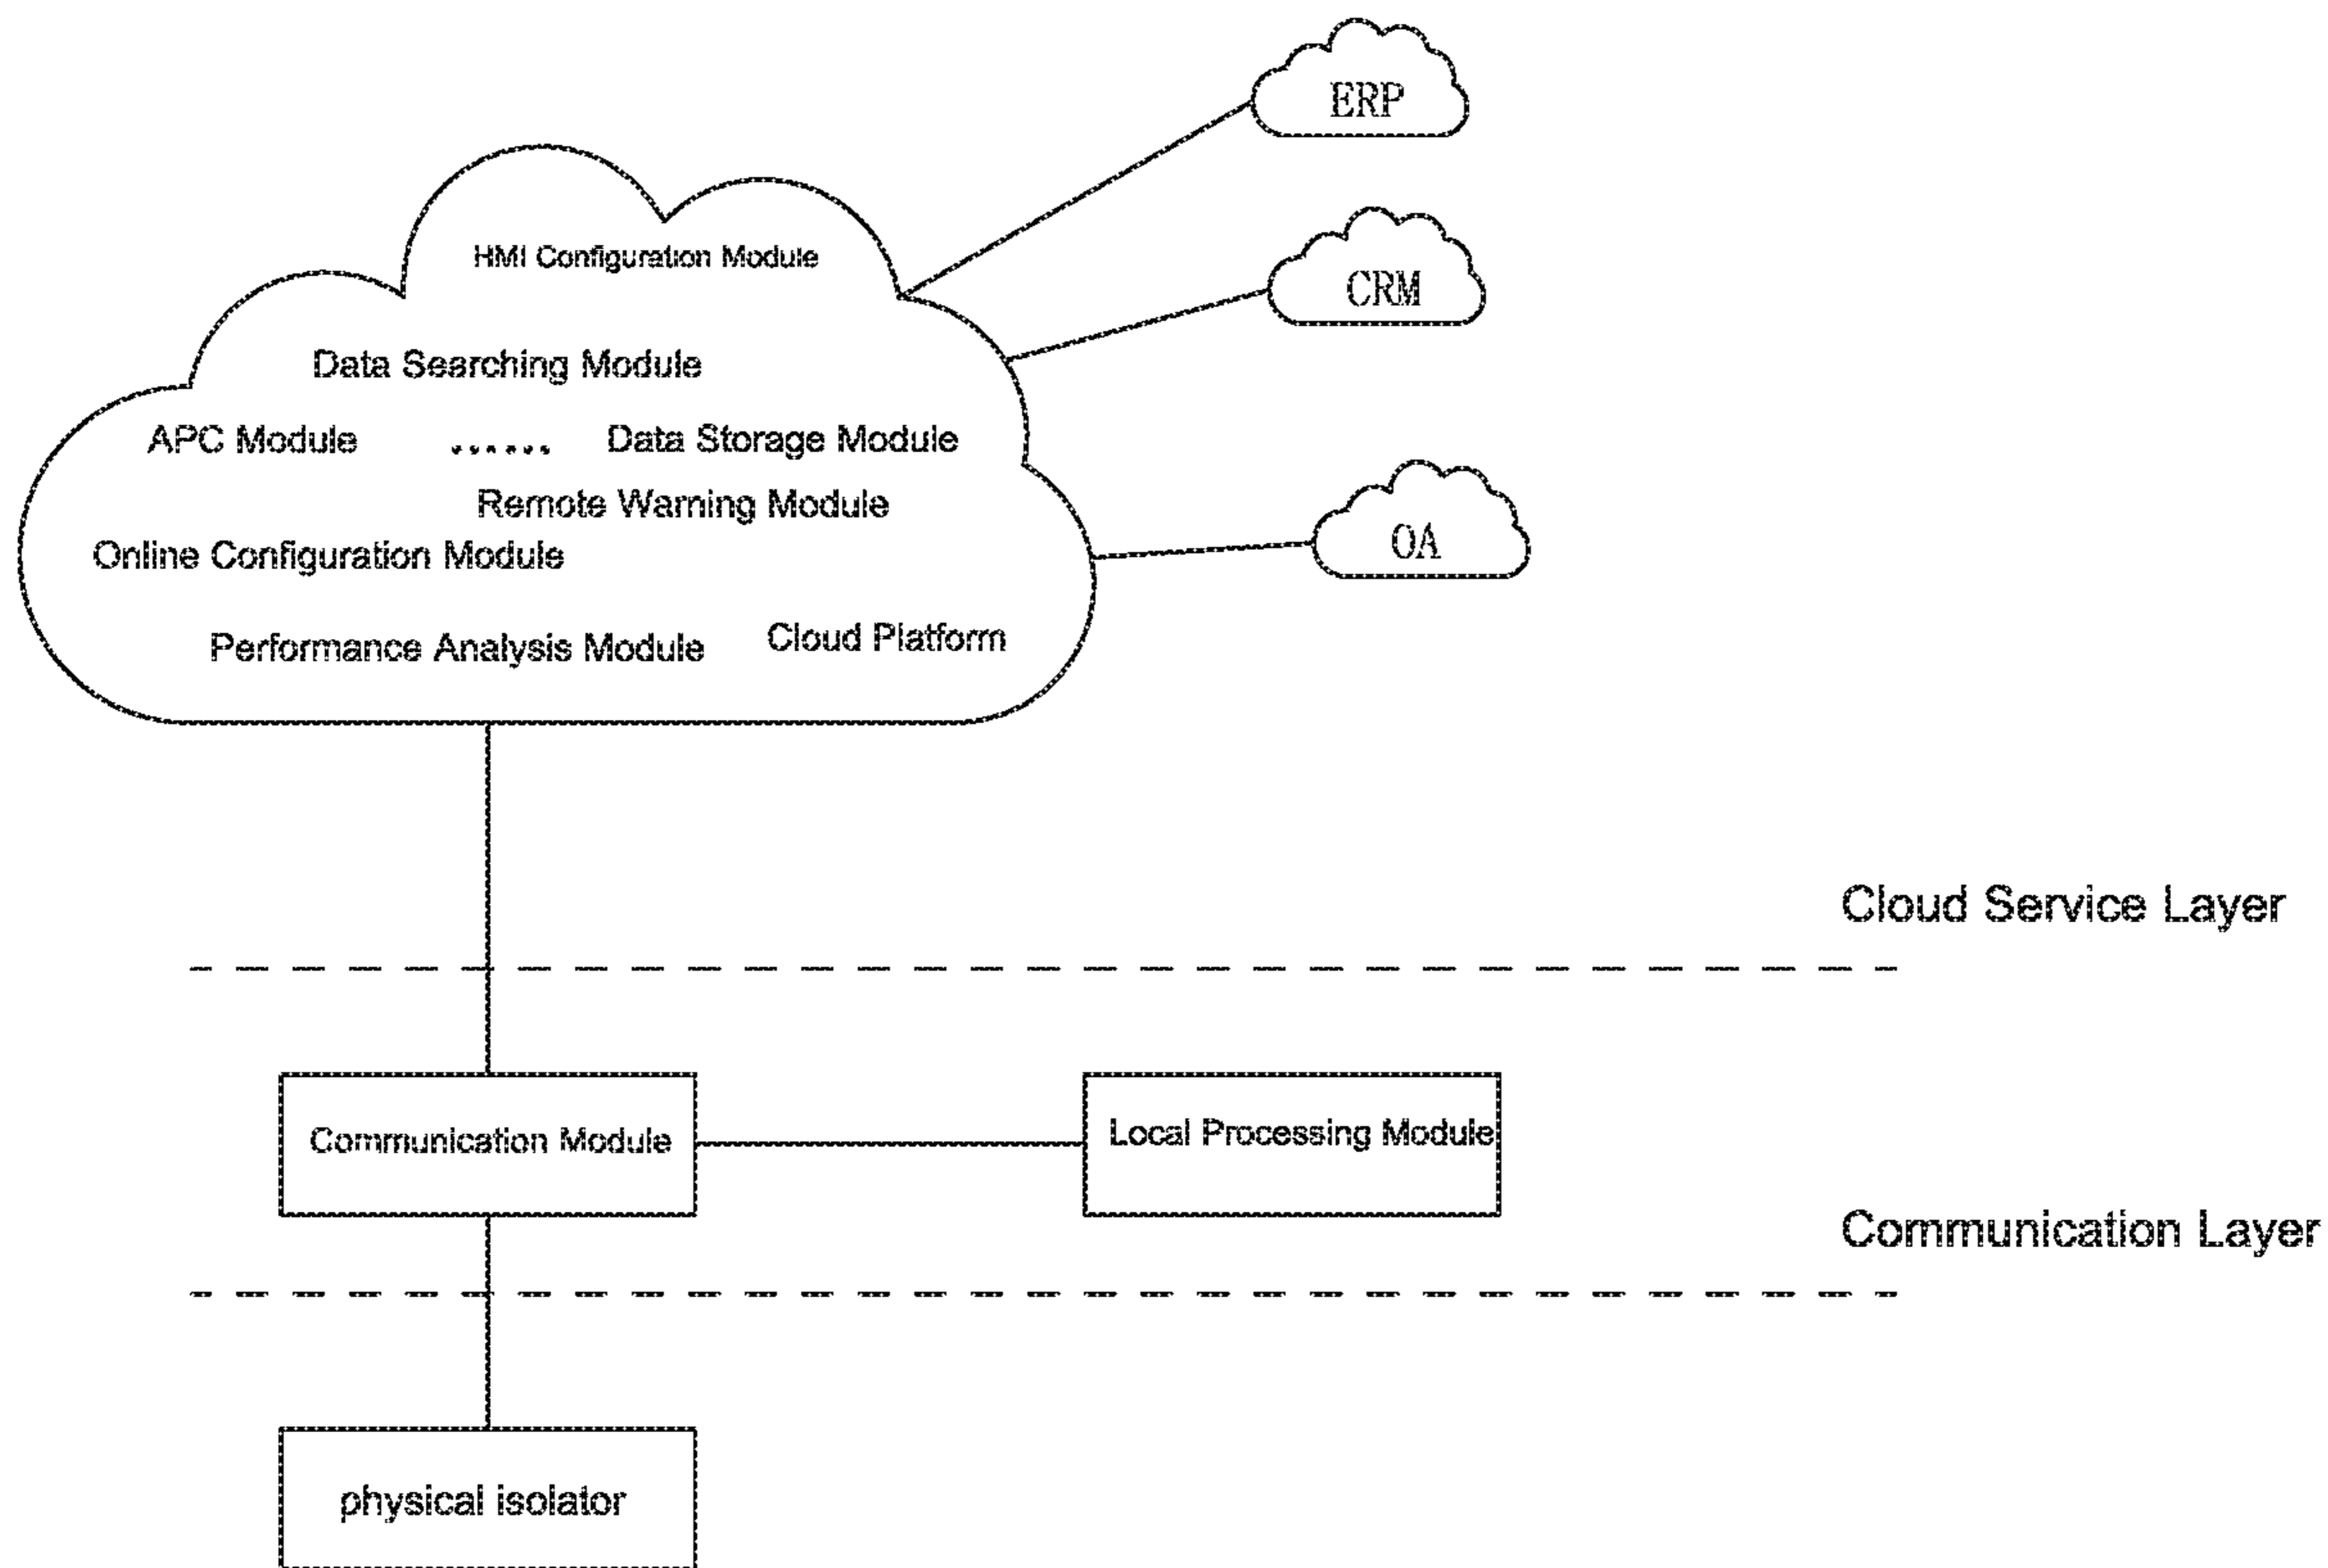 ERP
HMI Configuration Module
CRM
Data Searching Module
APC Module ...... Data Storage Module
Remote Warning Module
OA
Online Configuration Module
Performance Analysis Module
Cloud Platform
Cloud Service Layer
Communication Module
Local Processing Module
Communication Layer
physical isolator